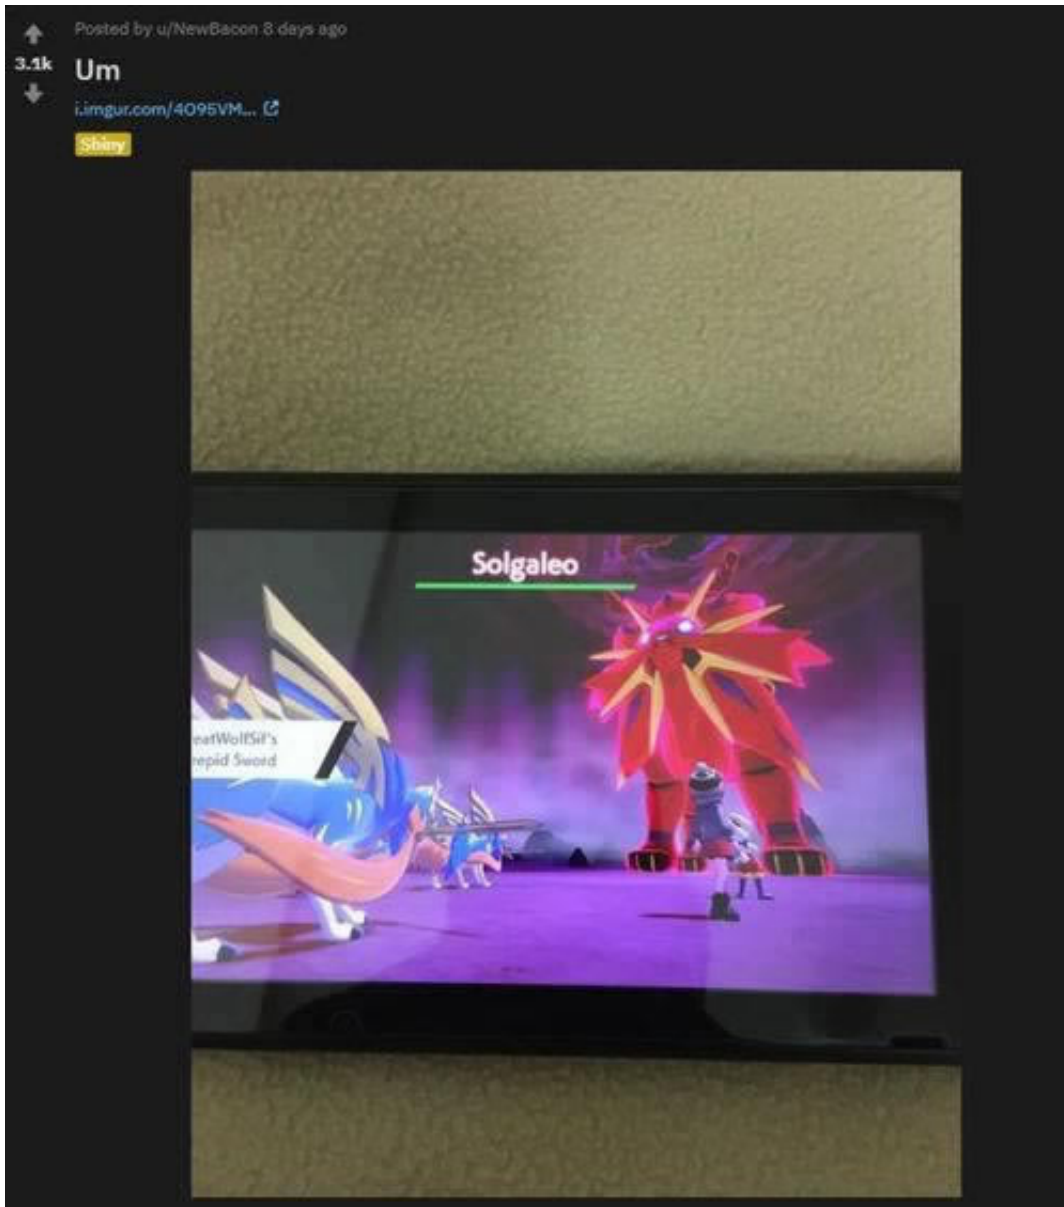 Posted by u/NewBacon 8 days ago
3.1k
Um
i.imgur.com/4O95VM...
Shiny
Solgaleo
eatWolfSif's
repid Sword